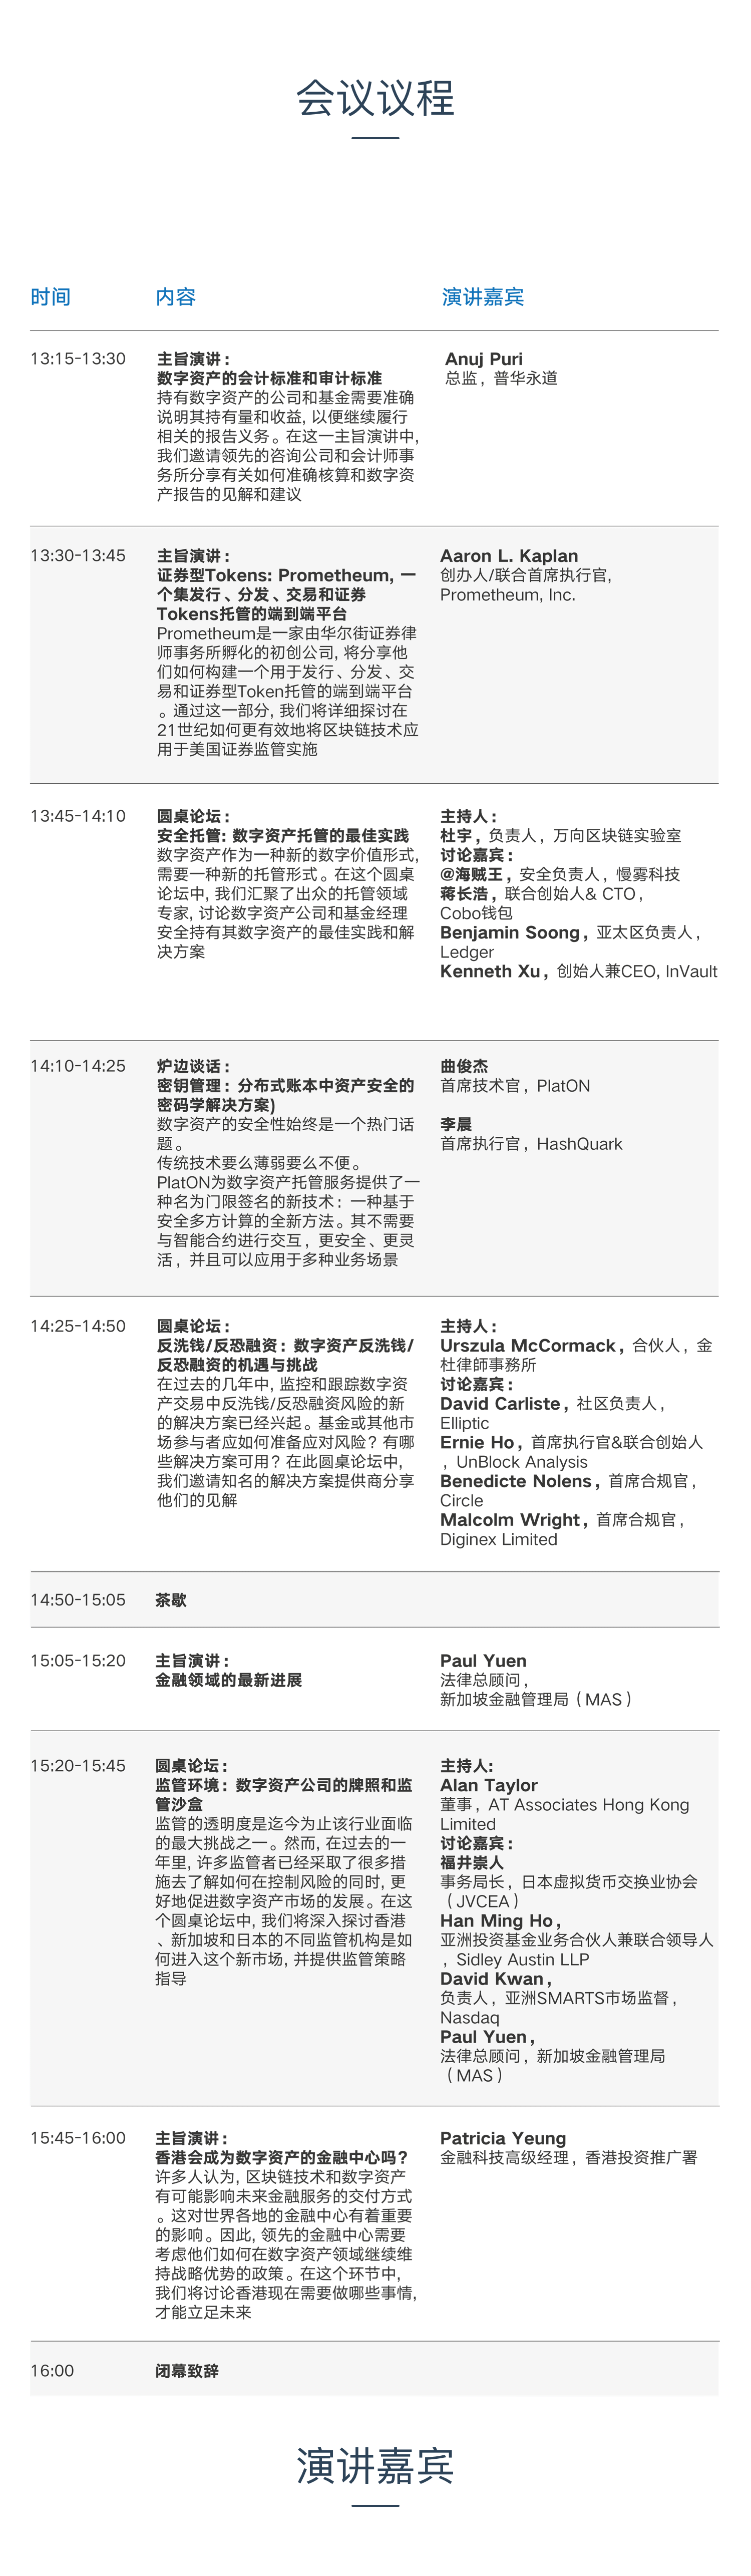 会议议程
时间
内容
演讲嘉宾
13:15-13:30
主旨演讲：
数字资产的会计标准和审计标准
持有数字资产的公司和基金需要准确
说明其持有量和收益, 以便继续履行
相关的报告义务。在这一主旨演讲中,
我们邀请领先的咨询公司和会计师事
务所分享有关如何准确核算和数字资
产报告的见解和建议
Anuj Puri
总监，普华永道
13:30-13:45
主旨演讲：
证券型Tokens: Prometheum, 一
个集发行、分发、交易和证券
Tokens托管的端到端平台
Prometheum是一家由华尔街证券律
师事务所孵化的初创公司, 将分享他
们如何构建一个用于发行、分发、交
易和证券型Token托管的端到端平台
。通过这一部分, 我们将详细探讨在
21世纪如何更有效地将区块链技术应
用于美国证券监管实施
Aaron L. Kaplan
创办人/联合首席执行官,
Prometheum, Inc.
13:45-14:10
圆桌论坛：
安全托管: 数字资产托管的最佳实践
数字资产作为一种新的数字价值形式,
需要一种新的托管形式。在这个圆桌
论坛中, 我们汇聚了出众的托管领域
专家, 讨论数字资产公司和基金经理
安全持有其数字资产的最佳实践和解
决方案
主持人：
杜宇，负责人，万向区块链实验室
讨论嘉宾：
@海贼王，安全负责人，慢雾科技
蒋长浩，联合创始人& CTO，
Cobo钱包
Benjamin Soong，亚太区负责人，
Ledger
Kenneth Xu，创始人兼CEO, InVault
14:10-14:25
炉边谈话：
密钥管理：分布式账本中资产安全的
密码学解决方案)
数字资产的安全性始终是一个热门话
题。
传统技术要么薄弱要么不便。
PlatON为数字资产托管服务提供了一
种名为门限签名的新技术：一种基于
安全多方计算的全新方法。其不需要
与智能合约进行交互，更安全、更灵
活，并且可以应用于多种业务场景
曲俊杰
首席技术官，PlatON
李晨
首席执行官，HashQuark
14:25-14:50
圆桌论坛：
反洗钱/反恐融资：数字资产反洗钱/
反恐融资的机遇与挑战
在过去的几年中, 监控和跟踪数字资
产交易中反洗钱/反恐融资风险的新
的解决方案已经兴起。基金或其他市
场参与者应如何准备应对风险？有哪
些解决方案可用？在此圆桌论坛中,
我们邀请知名的解决方案提供商分享
他们的见解
主持人：
Urszula McCormack，合伙人，金
杜律師事務所
讨论嘉宾：
David Carliste，社区负责人，
Elliptic
Ernie Ho，首席执行官&联合创始人
，UnBlock Analysis
Benedicte Nolens，首席合规官，
Circle
Malcolm Wright，首席合规官，
Diginex Limited
14:50-15:05
茶歇
15:05-15:20
主旨演讲：
金融领域的最新进展
Paul Yuen
法律总顾问，
新加坡金融管理局（MAS）
15:20-15:45
圆桌论坛：
监管环境：数字资产公司的牌照和监
管沙盒
监管的透明度是迄今为止该行业面临
的最大挑战之一。然而, 在过去的一
年里, 许多监管者已经采取了很多措
施去了解如何在控制风险的同时, 更
好地促进数字资产市场的发展。在这
个圆桌论坛中, 我们将深入探讨香港
、新加坡和日本的不同监管机构是如
何进入这个新市场, 并提供监管策略
指导
主持人:
Alan Taylor
董事，AT Associates Hong Kong
Limited
讨论嘉宾：
福井崇人
事务局长，日本虚拟货币交换业协会
（JVCEA）
Han Ming Ho，
亚洲投资基金业务合伙人兼联合领导人
，Sidley Austin LLP
David Kwan，
负责人，亚洲SMARTS市场监督，
Nasdaq
Paul Yuen，
法律总顾问，新加坡金融管理局
（MAS）
15:45-16:00
主旨演讲：
香港会成为数字资产的金融中心吗？
许多人认为, 区块链技术和数字资产
有可能影响未来金融服务的交付方式
。这对世界各地的金融中心有着重要
的影响。因此, 领先的金融中心需要
考虑他们如何在数字资产领域继续维
持战略优势的政策。在这个环节中,
我们将讨论香港现在需要做哪些事情,
才能立足未来
Patricia Yeung
金融科技高级经理，香港投资推广署
16:00
闭幕致辞
演讲嘉宾